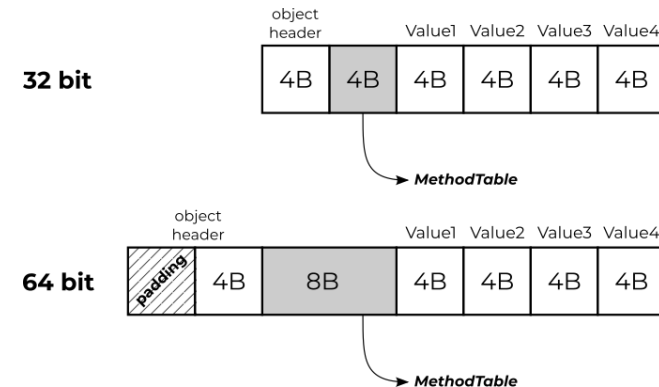 object
header
Value1 Value2 Value3 Value4
32 bit
4B 4B 4B 4B 4B 4B
MethodTable
object
header
Value1 Value2 Value3 Value4
64 bit
padding 4B 8B 4B 4B 4B 4B
MethodTable